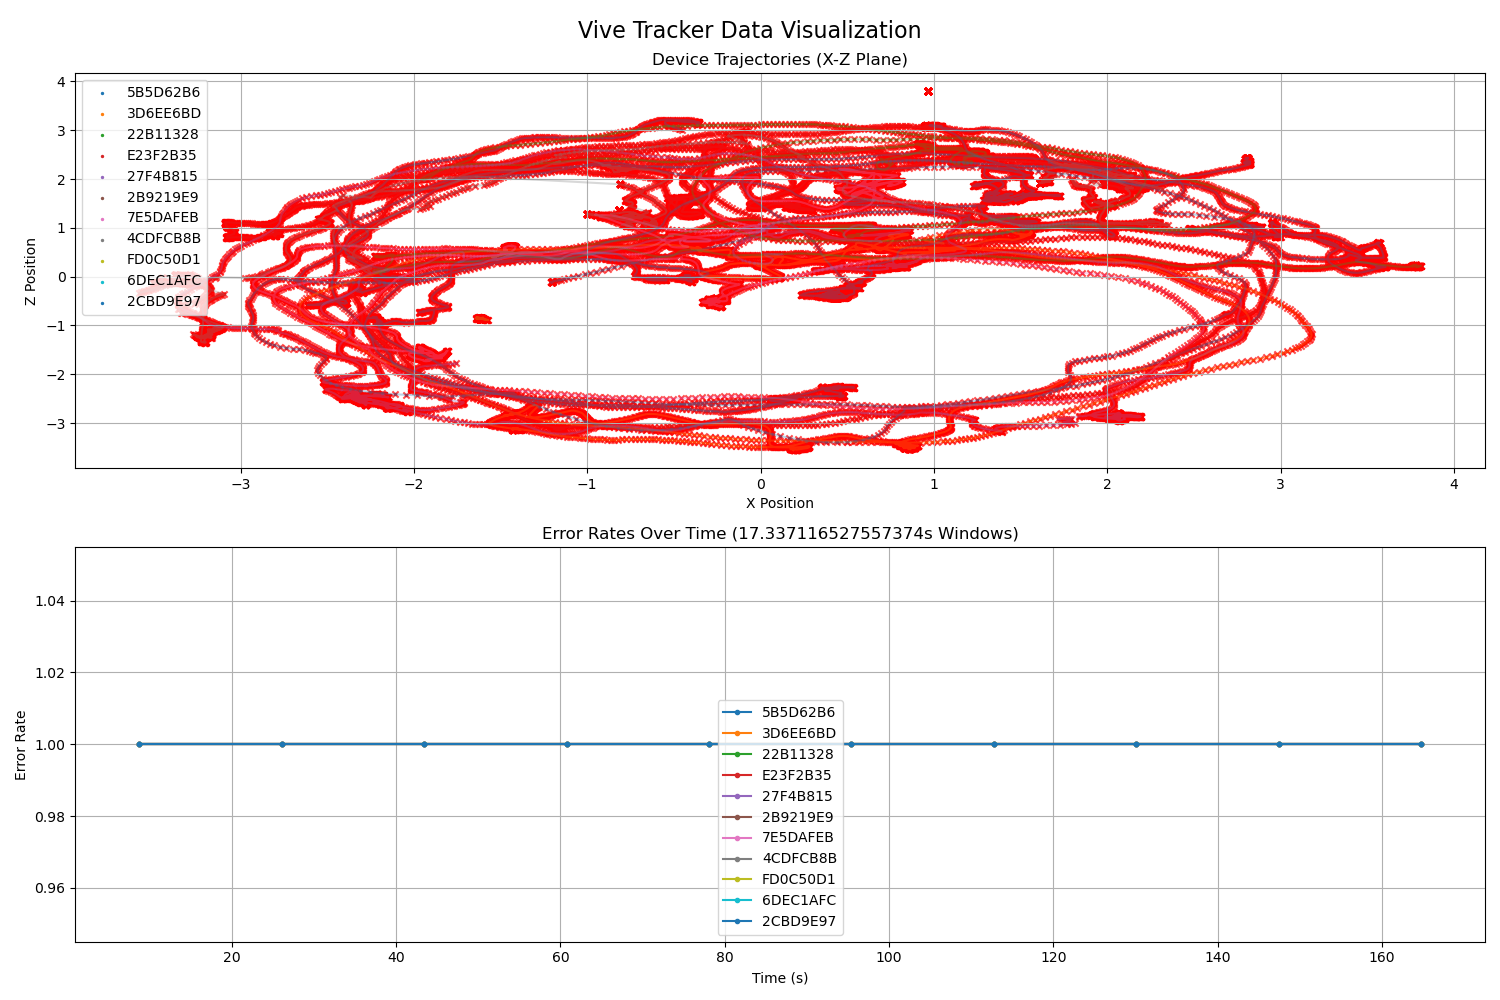 Vive Tracker Data Visualization
Device Trajectories (X-Z Plane)
4
3
2
1
0
−1
−2
−3
Z Position
5B5D62B6
3D6EE6BD
22B11328
E23F2B35
27F4B815
2B9219E9
7E5DAFEB
4CDFCB8B
FD0C50D1
6DEC1AFC
2CBD9E97
−3 −2 −1 0 1 2 3 4
X Position
Error Rates Over Time (17.337116527557374s Windows)
1.04
1.02
1.00
0.98
0.96
Error Rate
5B5D62B6
3D6EE6BD
22B11328
E23F2B35
27F4B815
2B9219E9
7E5DAFEB
4CDFCB8B
FD0C50D1
6DEC1AFC
2CBD9E97
20 40 60 80 100 120 140 160
Time (s)